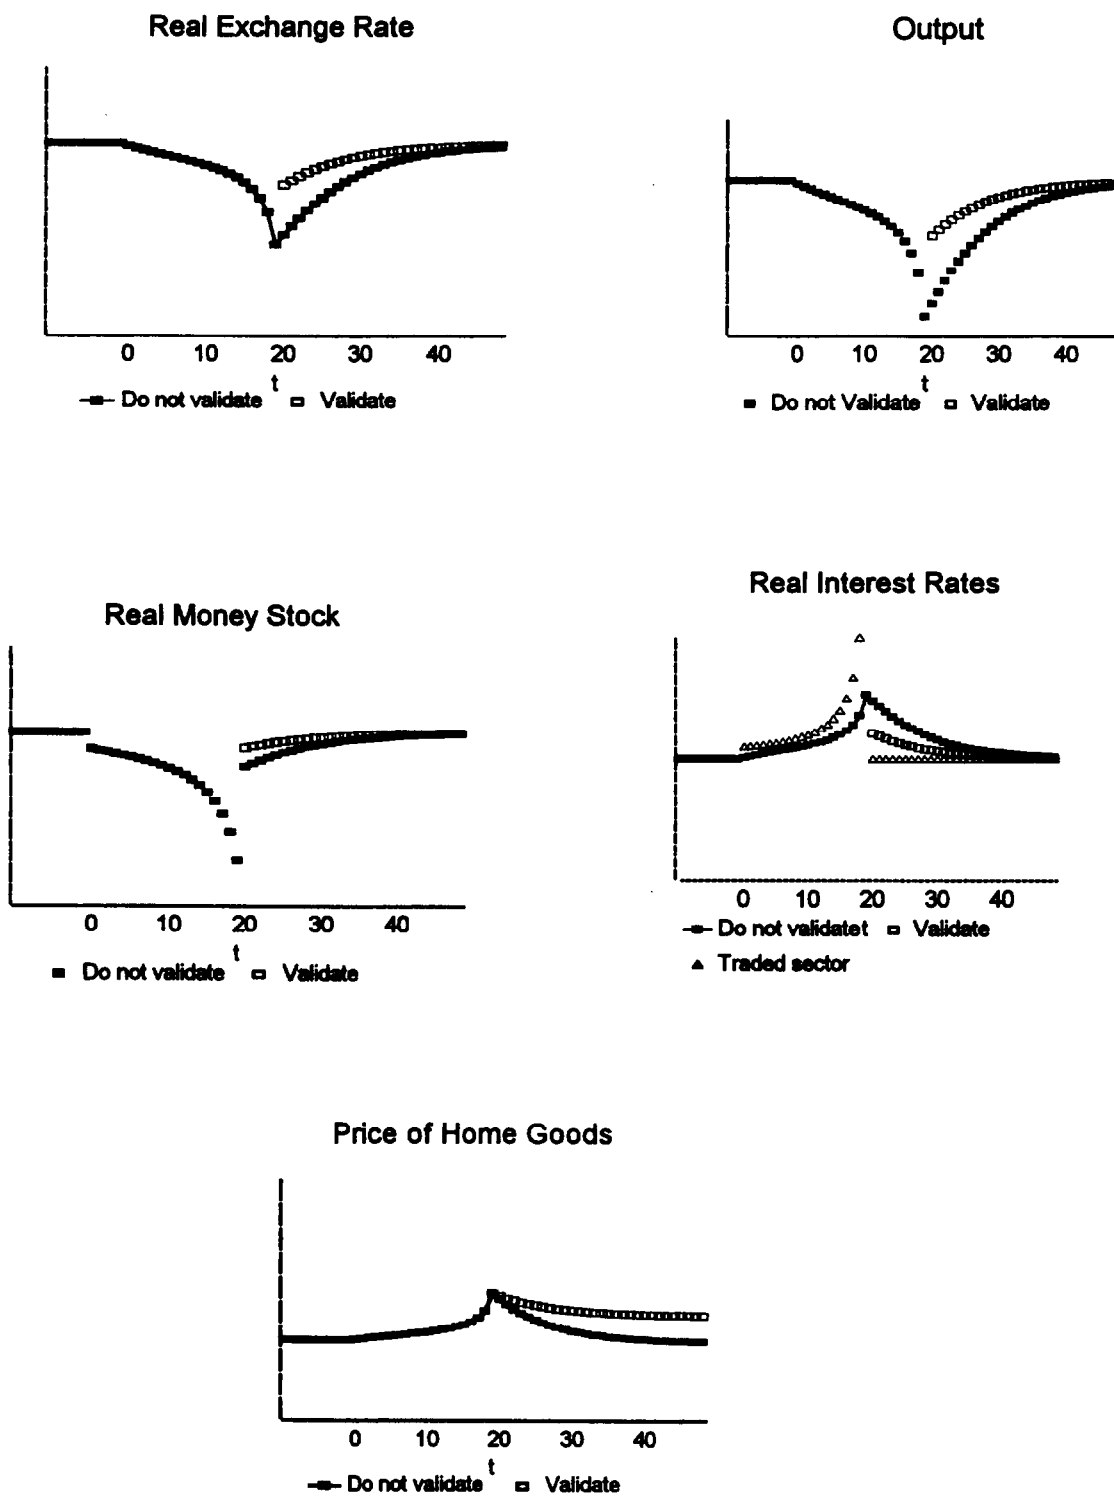 Real Exchange Rate
0 10 20 30 40
t
Do not validate Validate
Output
0 10 20 30 40
t
Do not Validate Validate
Real Money Stock
0 10 20 30 40
t
Do not validate Validate
Real Interest Rates
0 10 20 30 40
Do not validatet Validate
Traded sector
Price of Home Goods
0 10 20 30 40
t
Do not validate Validate